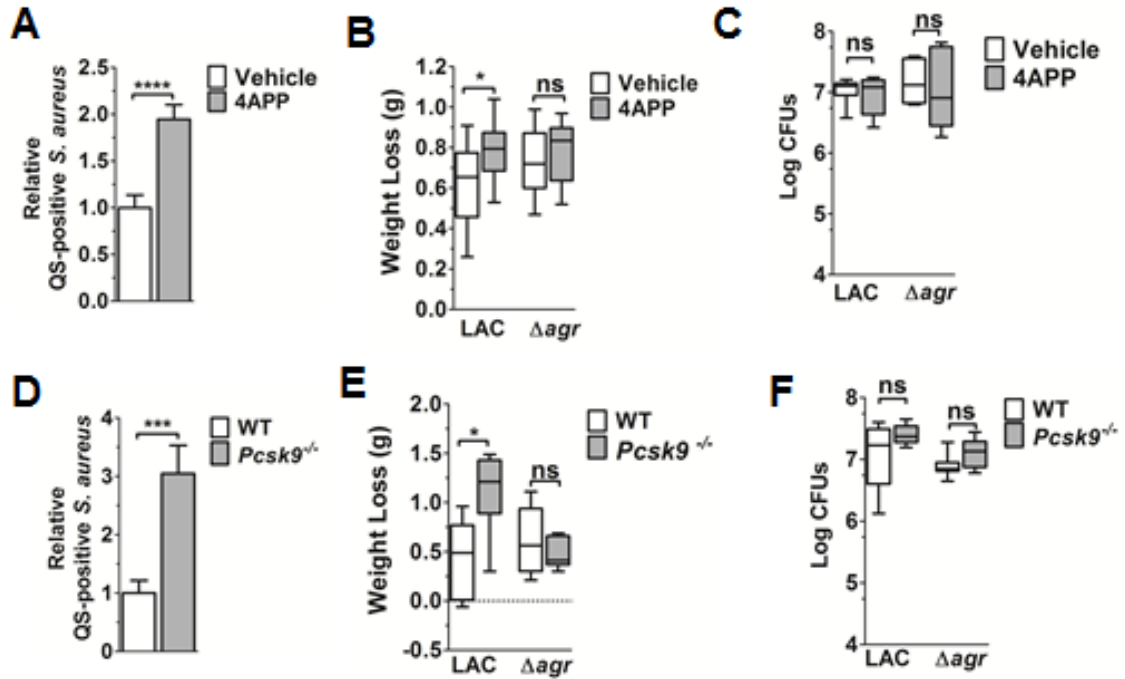 A
Relative
QS-positive S. aureus
2.5
2.0
1.5
1.0
0.5
0.0
****
Vehicle
4APP
B
Weight Loss (g)
1.2
1.0
0.8
0.6
0.4
0.2
0.0
*
ns
Vehicle
4APP
LAC
Δagr
C
Log CFUs
8
7
6
5
4
ns
ns
Vehicle
4APP
LAC
Δagr
D
Relative
QS-positive S. aureus
4
3
2
1
0
***
WT
Pcsk9-/-
E
Weight Loss (g)
2.0
1.5
1.0
0.5
0.0
-0.5
*
ns
WT
Pcsk9 -/-
LAC
Δagr
F
Log CFUs
8
7
6
5
4
ns
ns
WT
Pcsk9-/-
LAC
Δagr